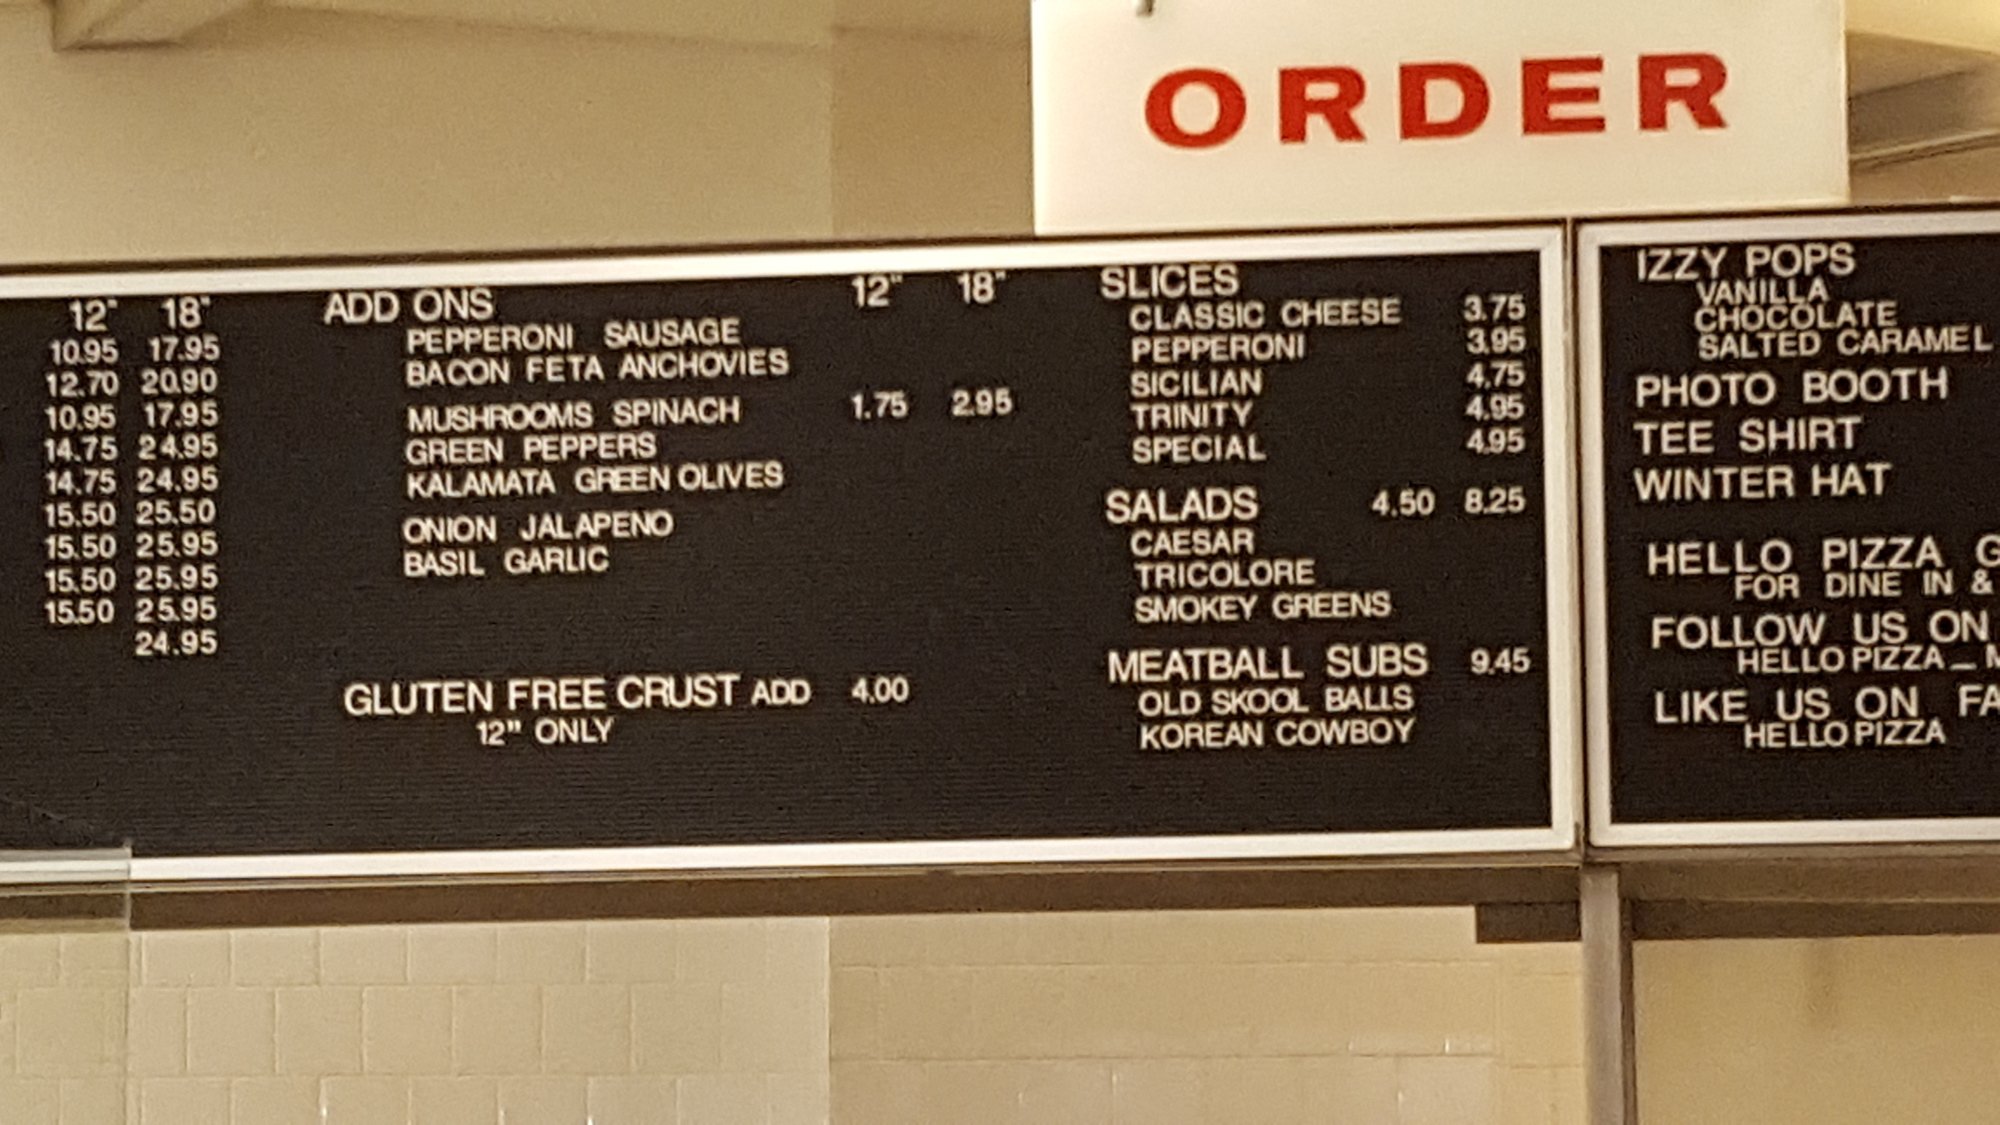 ORDER
12" 18"
10.95 17.95
12.70 20.90
10.95 17.95
14.75 24.95
14.75 24.95
15.50 25.50
15.50 25.95
15.50 25.95
15.50 25.95
24.95
ADD ONS 12" 18"
PEPPERONI SAUSAGE
BACON FETA ANCHOVIES
MUSHROOMS SPINACH 1.75 2.95
GREEN PEPPERS
KALAMATA GREEN OLIVES
ONION JALAPENO
BASIL GARLIC
GLUTEN FREE CRUST ADD 4.00
12" ONLY
SLICES
CLASSIC CHEESE 3.75
PEPPERONI 3.95
SICILIAN 4.75
TRINITY 4.95
SPECIAL 4.95
SALADS 4.50 8.25
CAESAR
TRICOLORE
SMOKEY GREENS
MEATBALL SUBS 9.45
OLD SKOOL BALLS
KOREAN COWBOY
IZZY POPS
VANILLA
CHOCOLATE
SALTED CARAMEL
PHOTO BOOTH
TEE SHIRT
WINTER HAT
HELLO PIZZA G
FOR DINE IN &
FOLLOW US ON
HELLO PIZZA _ M
LIKE US ON FA
HELLO PIZZA